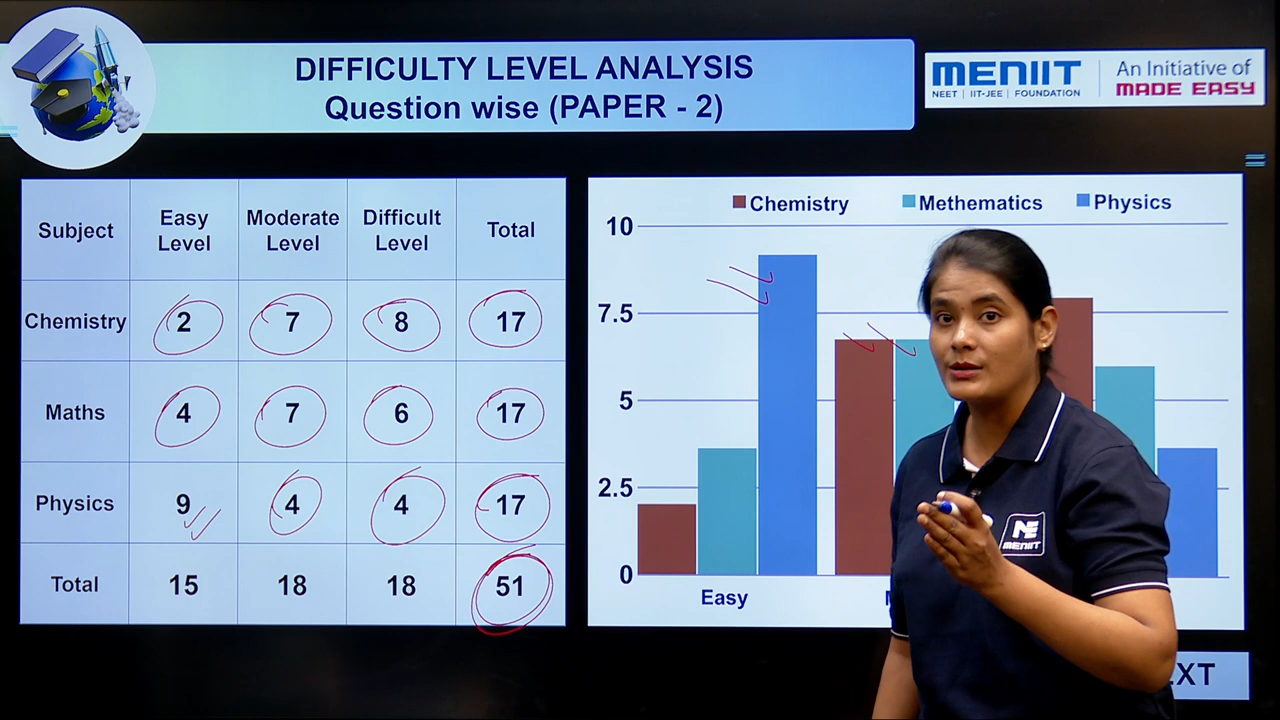 DIFFICULTY LEVEL ANALYSIS
Question wise (PAPER - 2)
MENIIT
NEET | IIT-JEE | FOUNDATION
An Initiative of
MADE EASY
Subject Easy Level Moderate Level Difficult Level Total
Chemistry 2 7 8 17
Maths 4 7 6 17
Physics 9 4 4 17
Total 15 18 18 51
Chemistry Methematics Physics
10
7.5
5
2.5
0
Easy
MENIIT